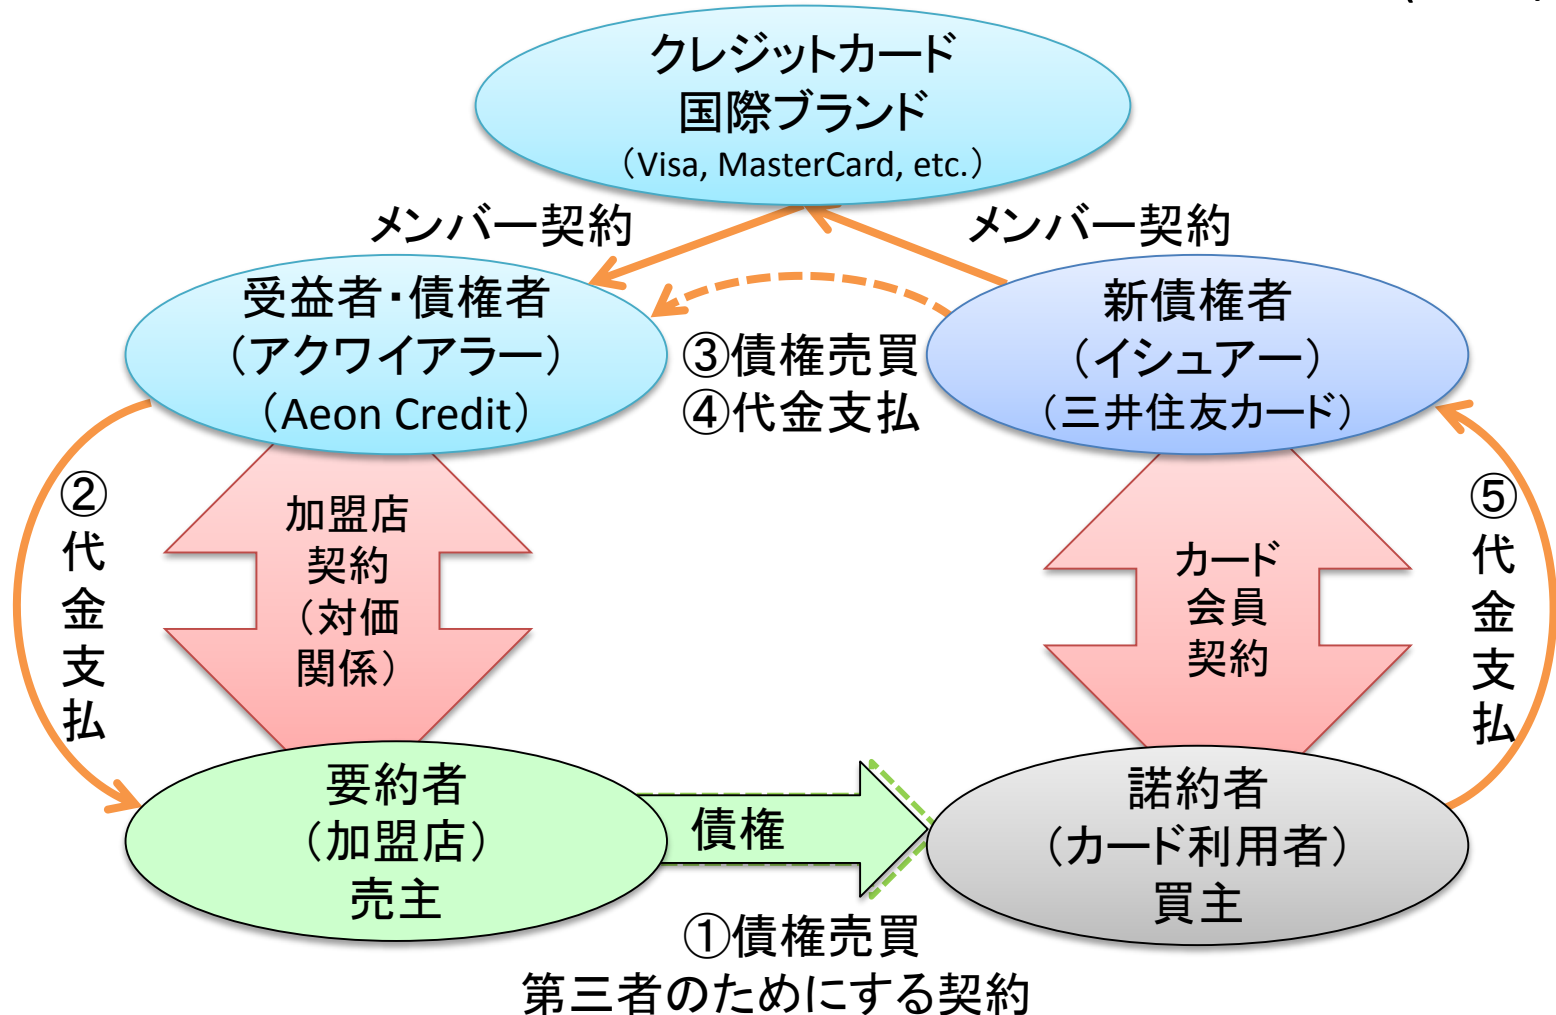 クレジットカード
国際ブランド
（Visa, MasterCard, etc.）
メンバー契約
メンバー契約
受益者・債権者
（アクワイアラー）
（Aeon Credit）
③債権売買
④代金支払
新債権者
（イシュアー）
（三井住友カード）
②
代
金
支
払
加盟店
契約
（対価
関係）
カード
会員
契約
⑤
代
金
支
払
要約者
（加盟店）
売主
債権
諾約者
（カード利用者）
買主
①債権売買
第三者のためにする契約